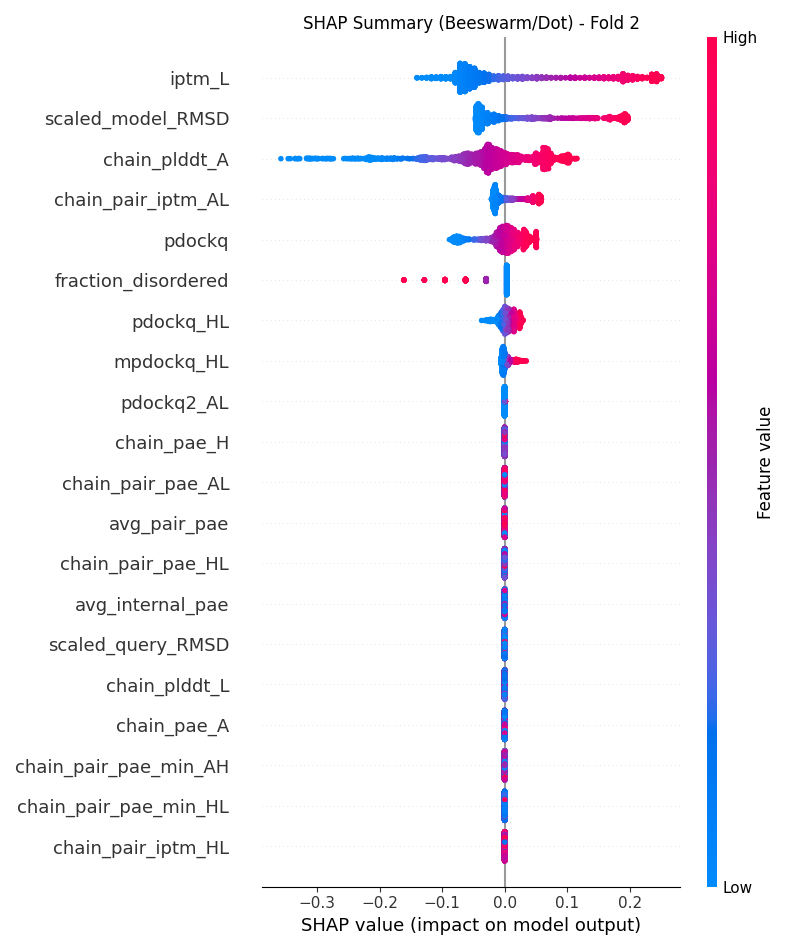 SHAP Summary (Beeswarm/Dot) - Fold 2
High
iptm_L
scaled_model_RMSD
chain_plddt_A
chain_pair_iptm_AL
pdockq
fraction_disordered
pdockq_HL
mpdockq_HL
pdockq2_AL
chain_pae_H
chain_pair_pae_AL
avg_pair_pae
chain_pair_pae_HL
avg_internal_pae
scaled_query_RMSD
chain_plddt_L
chain_pae_A
chain_pair_pae_min_AH
chain_pair_pae_min_HL
chain_pair_iptm_HL
Feature value
Low
−0.3 −0.2 −0.1 0.0 0.1 0.2
SHAP value (impact on model output)